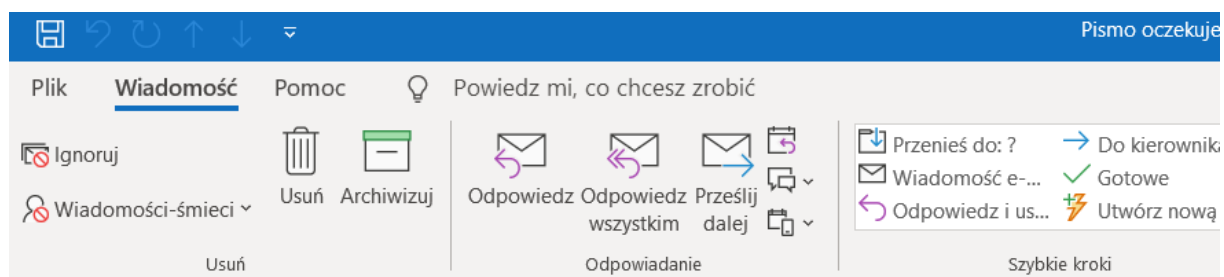 Pismo oczekuje
Plik Wiadomość Pomoc Powiedz mi, co chcesz zrobić
Ignoruj
Wiadomości-śmieci
Usuń Archiwizuj
Usuń
Odpowiedz Odpowiedz wszystkim Prześlij dalej
Odpowiadanie
Przenieś do: ? Do kierownika
Wiadomość e-... Gotowe
Odpowiedz i us... Utwórz nową
Szybkie kroki